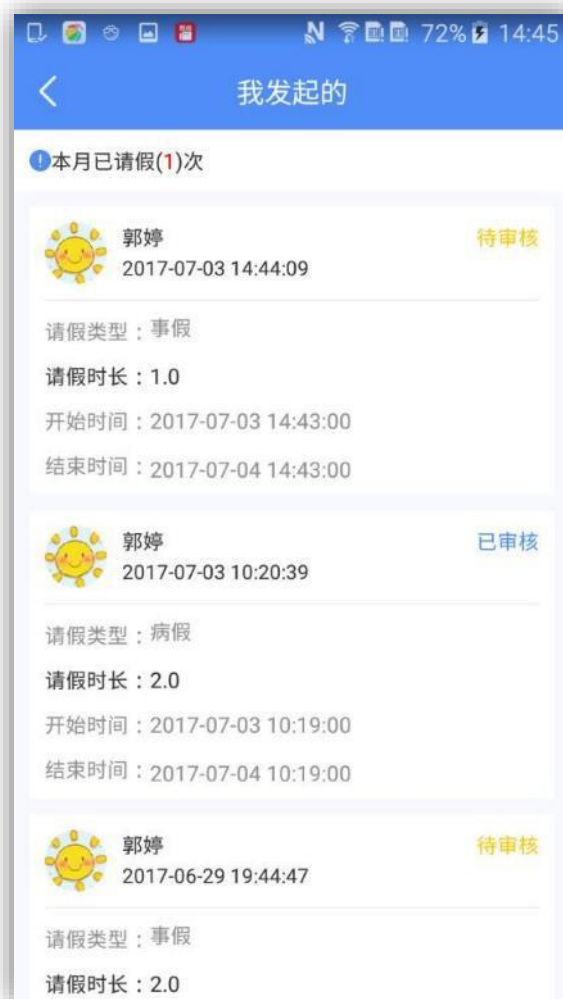 72% 14:45
我发起的
本月已请假(1)次
郭婷 待审核
2017-07-03 14:44:09
请假类型：事假
请假时长：1.0
开始时间：2017-07-03 14:43:00
结束时间：2017-07-04 14:43:00
郭婷 已审核
2017-07-03 10:20:39
请假类型：病假
请假时长：2.0
开始时间：2017-07-03 10:19:00
结束时间：2017-07-04 10:19:00
郭婷 待审核
2017-06-29 19:44:47
请假类型：事假
请假时长：2.0